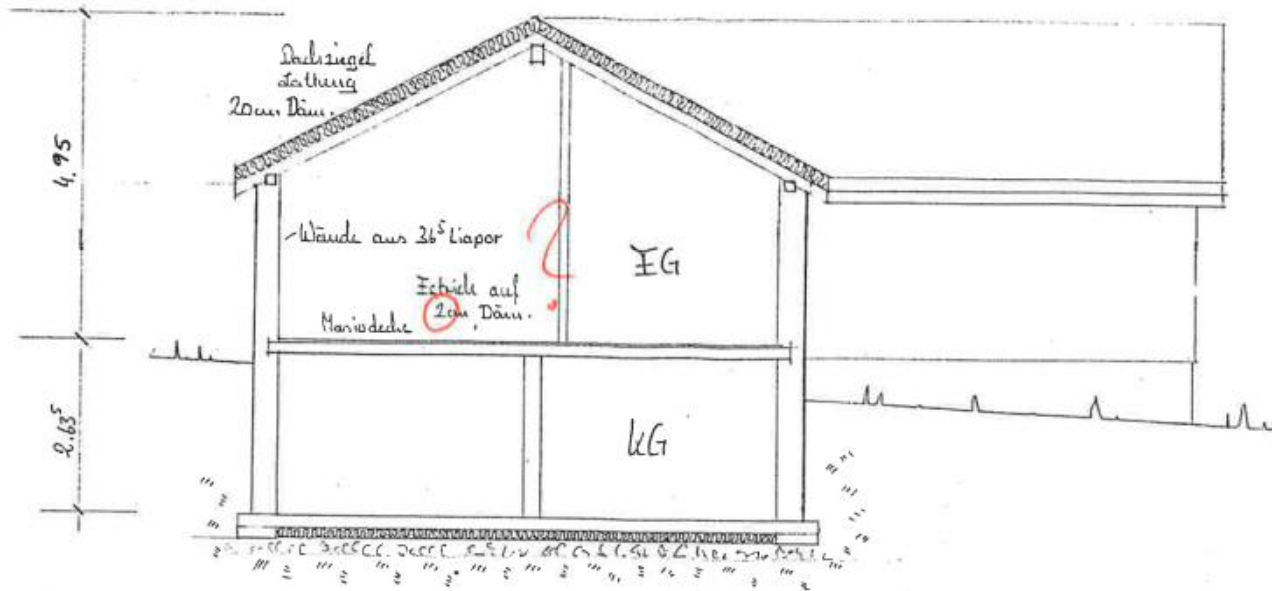 Dachziegel
Lattung
20cm Däm.
4.95
Wände aus 36⁵ Liapor
?
EG
Estrich auf
2cm Däm.
Mariodecke
2.63⁵
KG